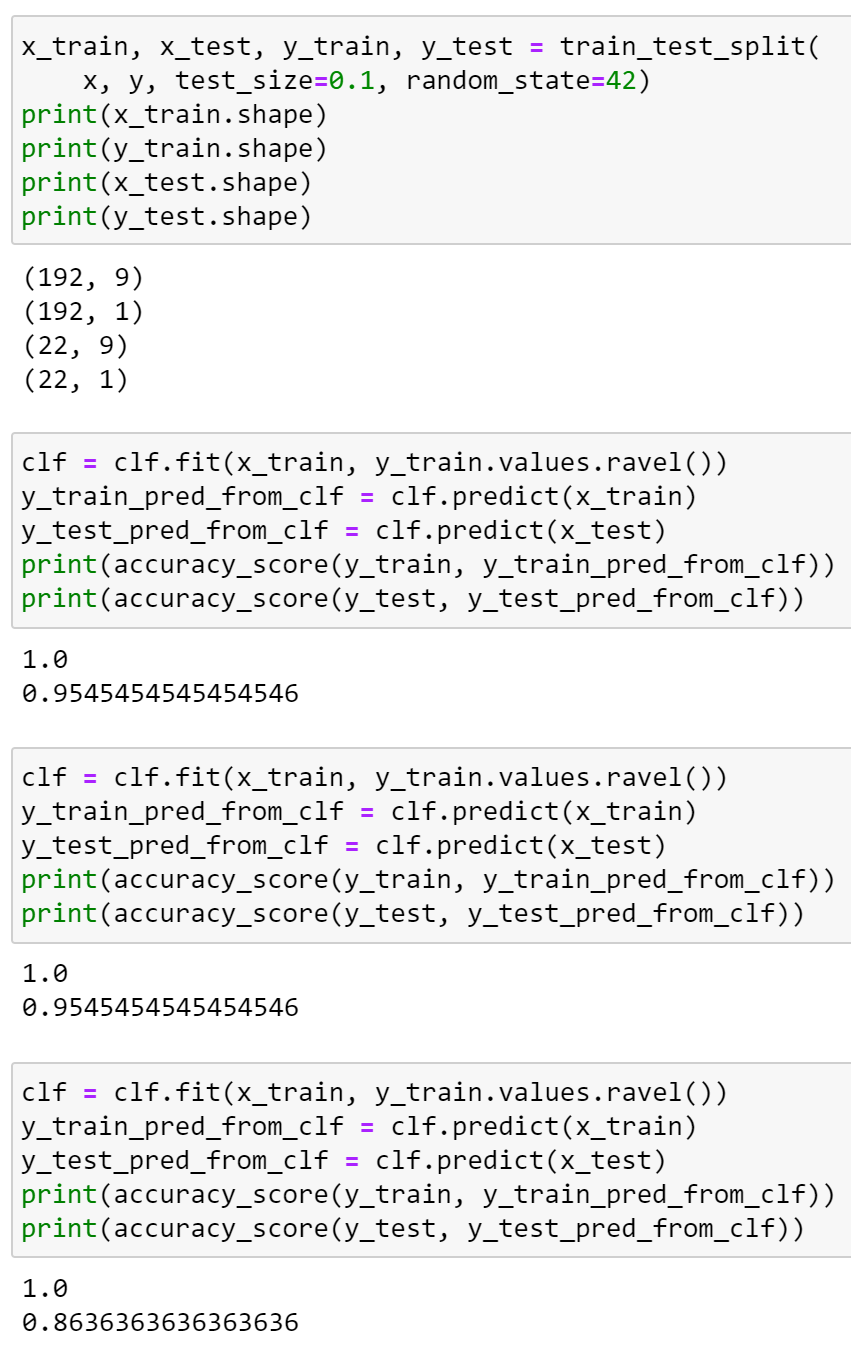 x_train, x_test, y_train, y_test = train_test_split(
    x, y, test_size=0.1, random_state=42)
print(x_train.shape)
print(y_train.shape)
print(x_test.shape)
print(y_test.shape)
(192, 9)
(192, 1)
(22, 9)
(22, 1)
clf = clf.fit(x_train, y_train.values.ravel())
y_train_pred_from_clf = clf.predict(x_train)
y_test_pred_from_clf = clf.predict(x_test)
print(accuracy_score(y_train, y_train_pred_from_clf))
print(accuracy_score(y_test, y_test_pred_from_clf))
1.0
0.9545454545454546
clf = clf.fit(x_train, y_train.values.ravel())
y_train_pred_from_clf = clf.predict(x_train)
y_test_pred_from_clf = clf.predict(x_test)
print(accuracy_score(y_train, y_train_pred_from_clf))
print(accuracy_score(y_test, y_test_pred_from_clf))
1.0
0.9545454545454546
clf = clf.fit(x_train, y_train.values.ravel())
y_train_pred_from_clf = clf.predict(x_train)
y_test_pred_from_clf = clf.predict(x_test)
print(accuracy_score(y_train, y_train_pred_from_clf))
print(accuracy_score(y_test, y_test_pred_from_clf))
1.0
0.8636363636363636